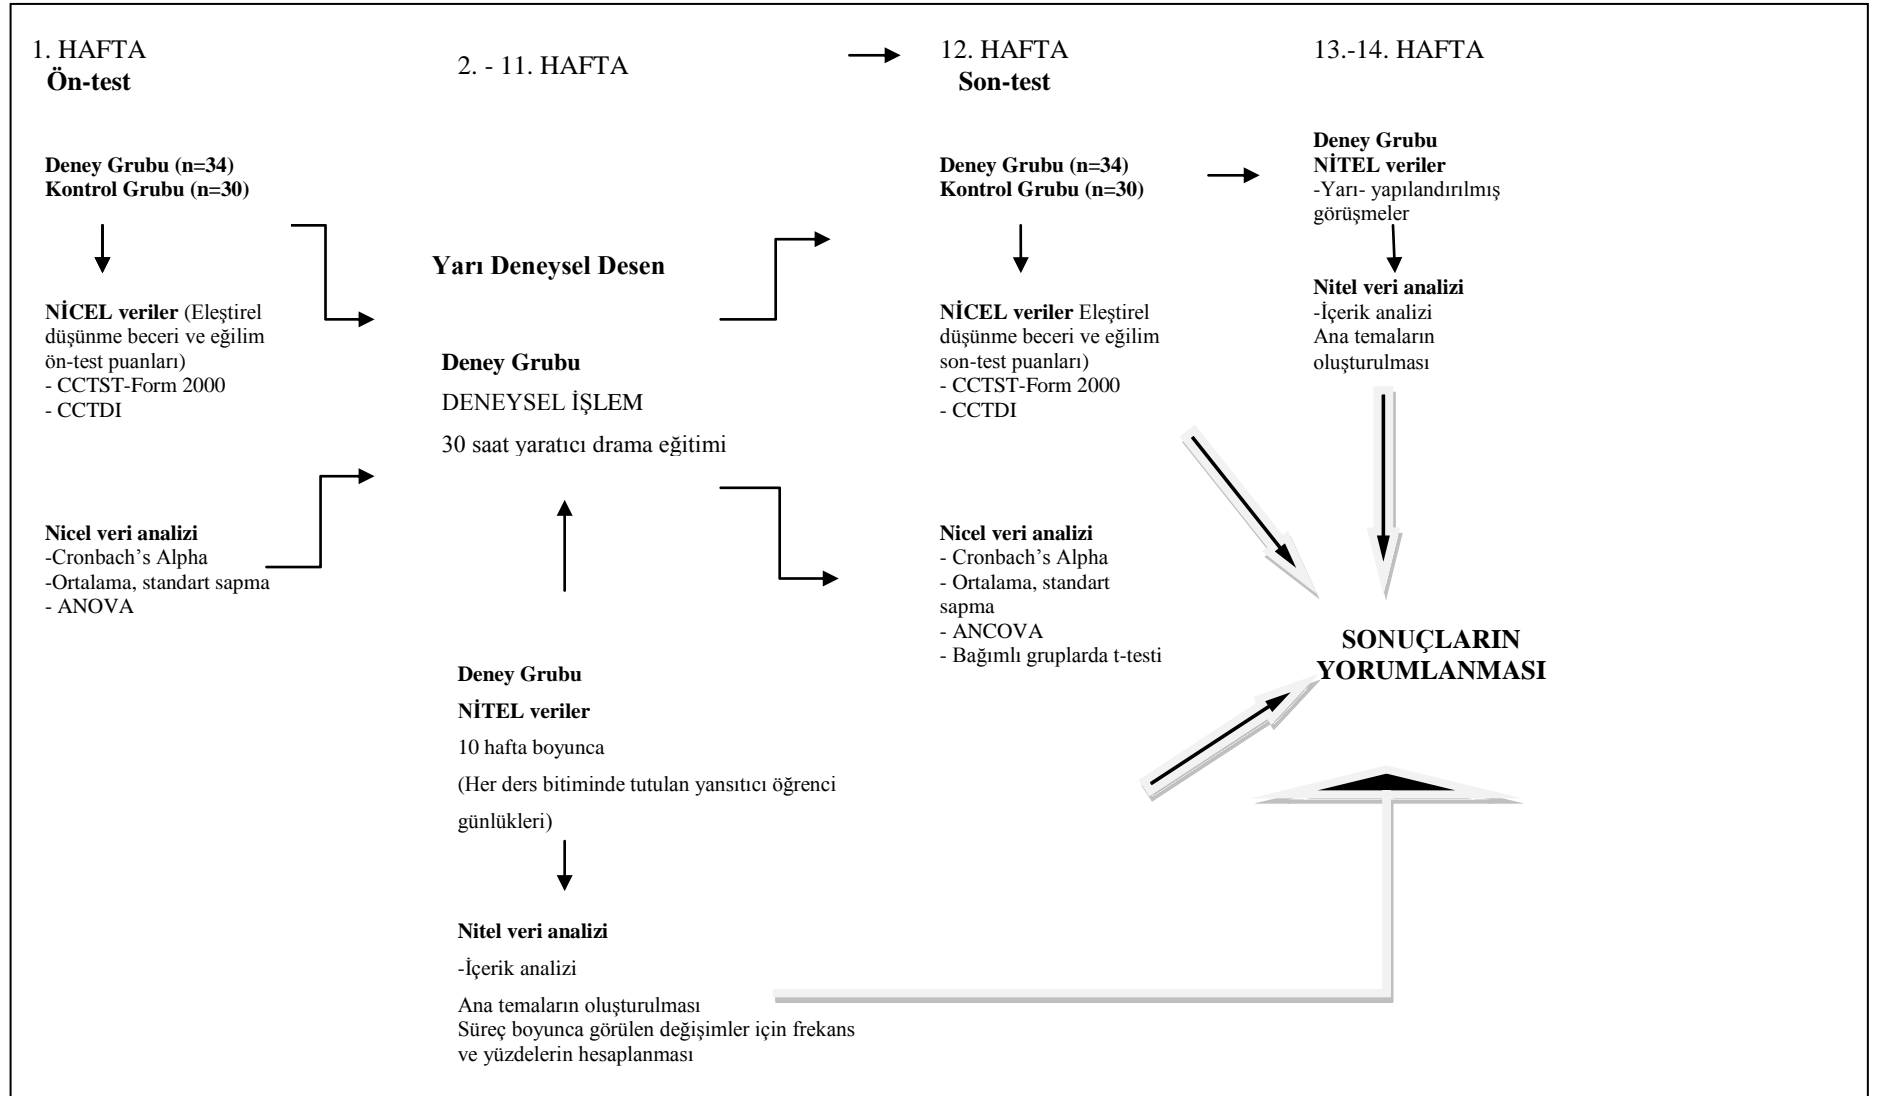 1. HAFTA
Ön-test
Deney Grubu (n=34)
Kontrol Grubu (n=30)
NİCEL veriler (Eleştirel
düşünme beceri ve eğilim
ön-test puanları)
- CCTST-Form 2000
- CCTDI
Nicel veri analizi
-Cronbach’s Alpha
-Ortalama, standart sapma
- ANOVA
2. - 11. HAFTA
Yarı Deneysel Desen
Deney Grubu
DENEYSEL İŞLEM
30 saat yaratıcı drama eğitimi
Deney Grubu
NİTEL veriler
10 hafta boyunca
(Her ders bitiminde tutulan yansıtıcı öğrenci
günlükleri)
Nitel veri analizi
-İçerik analizi
Ana temaların oluşturulması
Süreç boyunca görülen değişimler için frekans
ve yüzdelerin hesaplanması
12. HAFTA
Son-test
Deney Grubu (n=34)
Kontrol Grubu (n=30)
NİCEL veriler Eleştirel
düşünme beceri ve eğilim
son-test puanları)
- CCTST-Form 2000
- CCTDI
Nicel veri analizi
- Cronbach’s Alpha
- Ortalama, standart
sapma
- ANCOVA
- Bağımlı gruplarda t-testi
13.-14. HAFTA
Deney Grubu
NİTEL veriler
-Yarı- yapılandırılmış
görüşmeler
Nitel veri analizi
-İçerik analizi
Ana temaların
oluşturulması
SONUÇLARIN
YORUMLANMASI